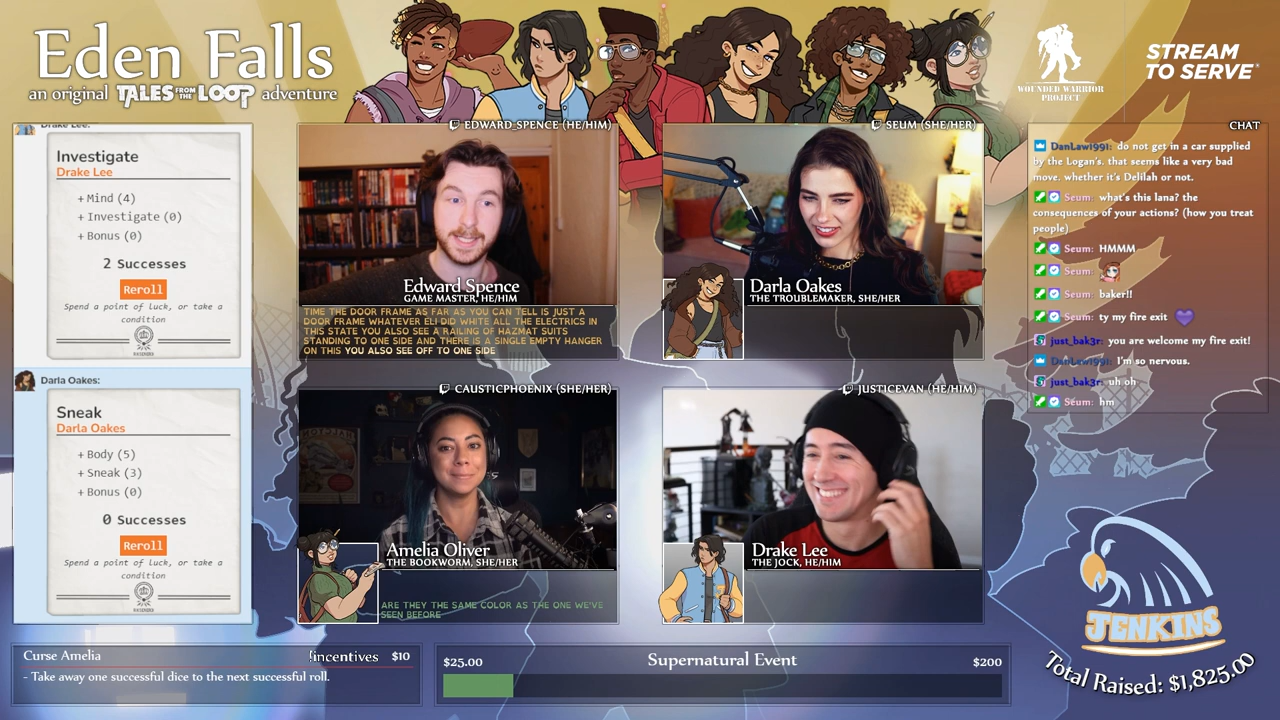 Eden Falls
an original TALES FROM THE LOOP adventure
WOUNDED WARRIOR
PROJECT
STREAM
TO SERVE
Drake Lee:
Investigate
Drake Lee
+ Mind (4)
+ Investigate (0)
+ Bonus (0)
2 Successes
Reroll
Spend a point of luck, or take a
condition
Darla Oakes:
Sneak
Darla Oakes
+ Body (5)
+ Sneak (3)
+ Bonus (0)
0 Successes
Reroll
Spend a point of luck, or take a
condition
EDWARD_SPENCE (HE/HIM)
Edward Spence
GAME MASTER, HE/HIM
TIME THE DOOR FRAME AS FAR AS YOU CAN TELL IS JUST A
DOOR FRAME WHATEVER ELI DID WHITE ALL THE ELECTRICS IN
THIS STATE YOU ALSO SEE A RAILING OF HAZMAT SUITS
STANDING TO ONE SIDE AND THERE IS A SINGLE EMPTY HANGER
ON THIS YOU ALSO SEE OFF TO ONE SIDE
SEUM (SHE/HER)
Darla Oakes
THE TROUBLEMAKER, SHE/HER
CAUSTICPHOENIX (SHE/HER)
Amelia Oliver
THE BOOKWORM, SHE/HER
ARE THEY THE SAME COLOR AS THE ONE WE'VE
SEEN BEFORE
JUSTICEVAN (HE/HIM)
Drake Lee
THE JOCK, HE/HIM
CHAT
DanLaw1991: do not get in a car supplied
by the Logan's. that seems like a very bad
move. whether it's Delilah or not.
Seum: what's this lana? the
consequences of your actions? (how you treat
people)
Seum: HMMM
Seum:
Seum: baker!!
Seum: ty my fire exit
just_bak3r: you are welcome my fire exit!
DanLaw1991: I'm so nervous.
just_bak3r: uh oh
Seum: hm
JENKINS
Total Raised: $1,825.00
Curse Amelia
!incentives $10
- Take away one successful dice to the next successful roll.
$25.00
Supernatural Event
$200